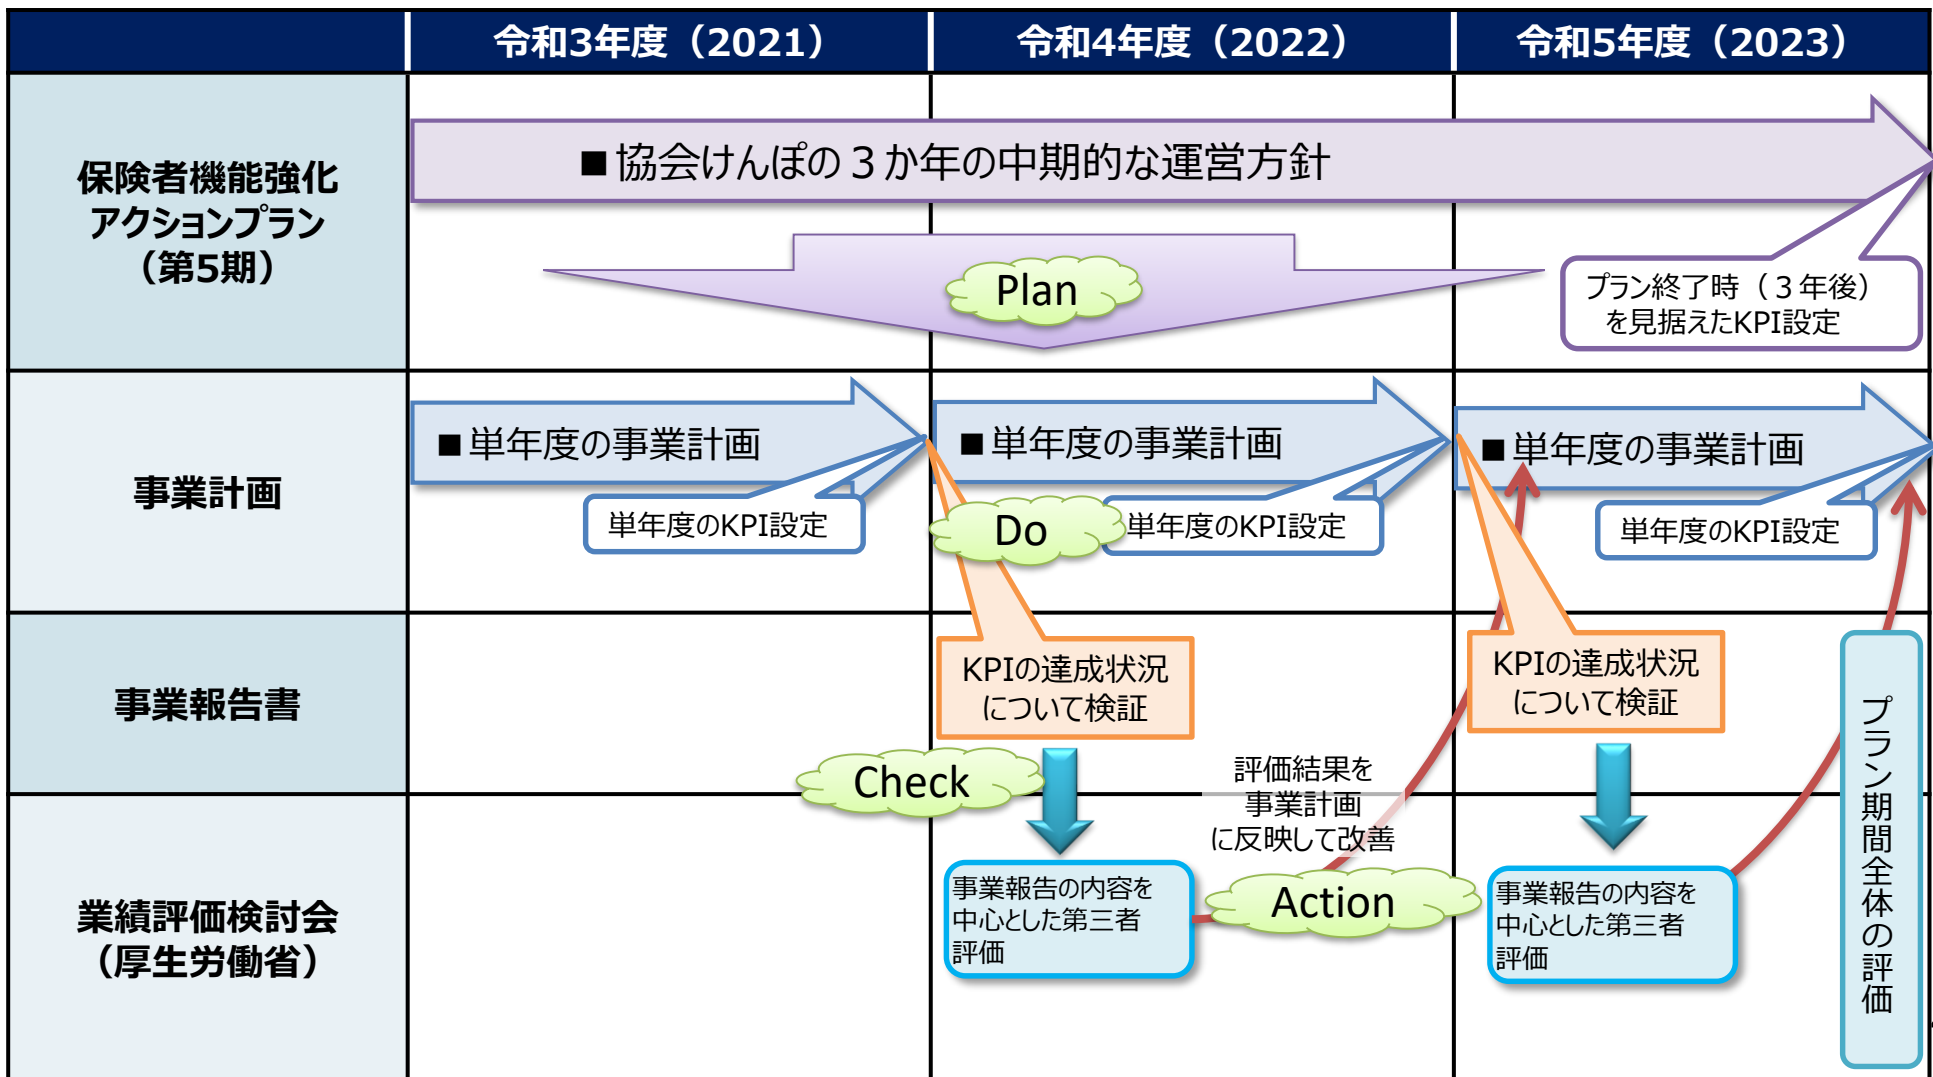 令和3年度（2021）
令和4年度（2022）
令和5年度（2023）
保険者機能強化
アクションプラン
（第5期）
■協会けんぽの３か年の中期的な運営方針
Plan
プラン終了時（３年後）
を見据えたKPI設定
事業計画
■単年度の事業計画
単年度のKPI設定
■単年度の事業計画
Do
単年度のKPI設定
■単年度の事業計画
単年度のKPI設定
事業報告書
KPIの達成状況
について検証
KPIの達成状況
について検証
Check
評価結果を
事業計画
に反映して改善
プラン期間全体の評価
業績評価検討会
（厚生労働省）
事業報告の内容を
中心とした第三者
評価
Action
事業報告の内容を
中心とした第三者
評価